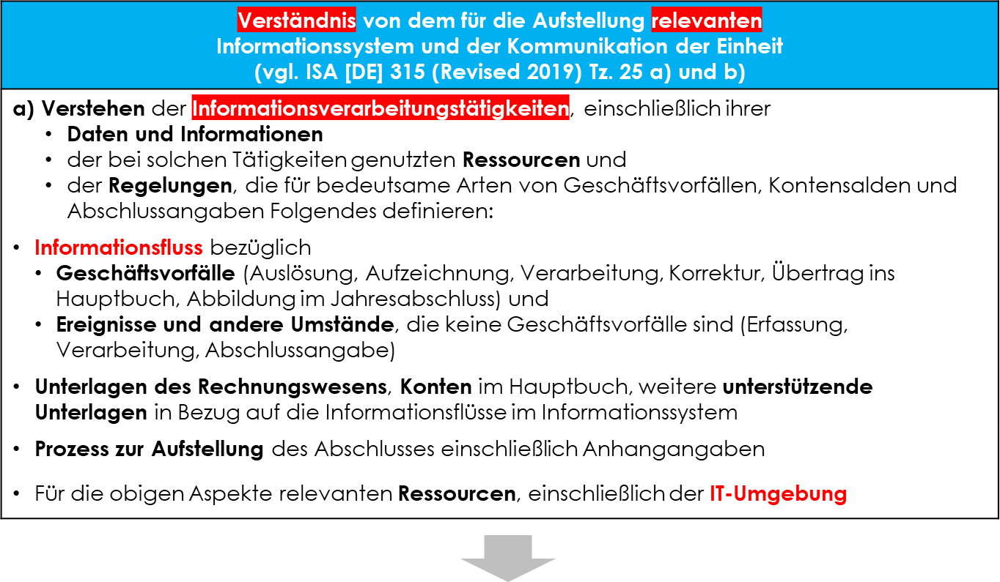 Verständnis von dem für die Aufstellung relevanten
Informationssystem und der Kommunikation der Einheit
(vgl. ISA [DE] 315 (Revised 2019) Tz. 25 a) und b)
a) Verstehen der Informationsverarbeitungstätigkeiten, einschließlich ihrer
• Daten und Informationen
• der bei solchen Tätigkeiten genutzten Ressourcen und
• der Regelungen, die für bedeutsame Arten von Geschäftsvorfällen, Kontensalden und
Abschlussangaben Folgendes definieren:
• Informationsfluss bezüglich
• Geschäftsvorfälle (Auslösung, Aufzeichnung, Verarbeitung, Korrektur, Übertrag ins
Hauptbuch, Abbildung im Jahresabschluss) und
• Ereignisse und andere Umstände, die keine Geschäftsvorfälle sind (Erfassung,
Verarbeitung, Abschlussangabe)
• Unterlagen des Rechnungswesens, Konten im Hauptbuch, weitere unterstützende
Unterlagen in Bezug auf die Informationsflüsse im Informationssystem
• Prozess zur Aufstellung des Abschlusses einschließlich Anhangangaben
• Für die obigen Aspekte relevanten Ressourcen, einschließlich der IT-Umgebung